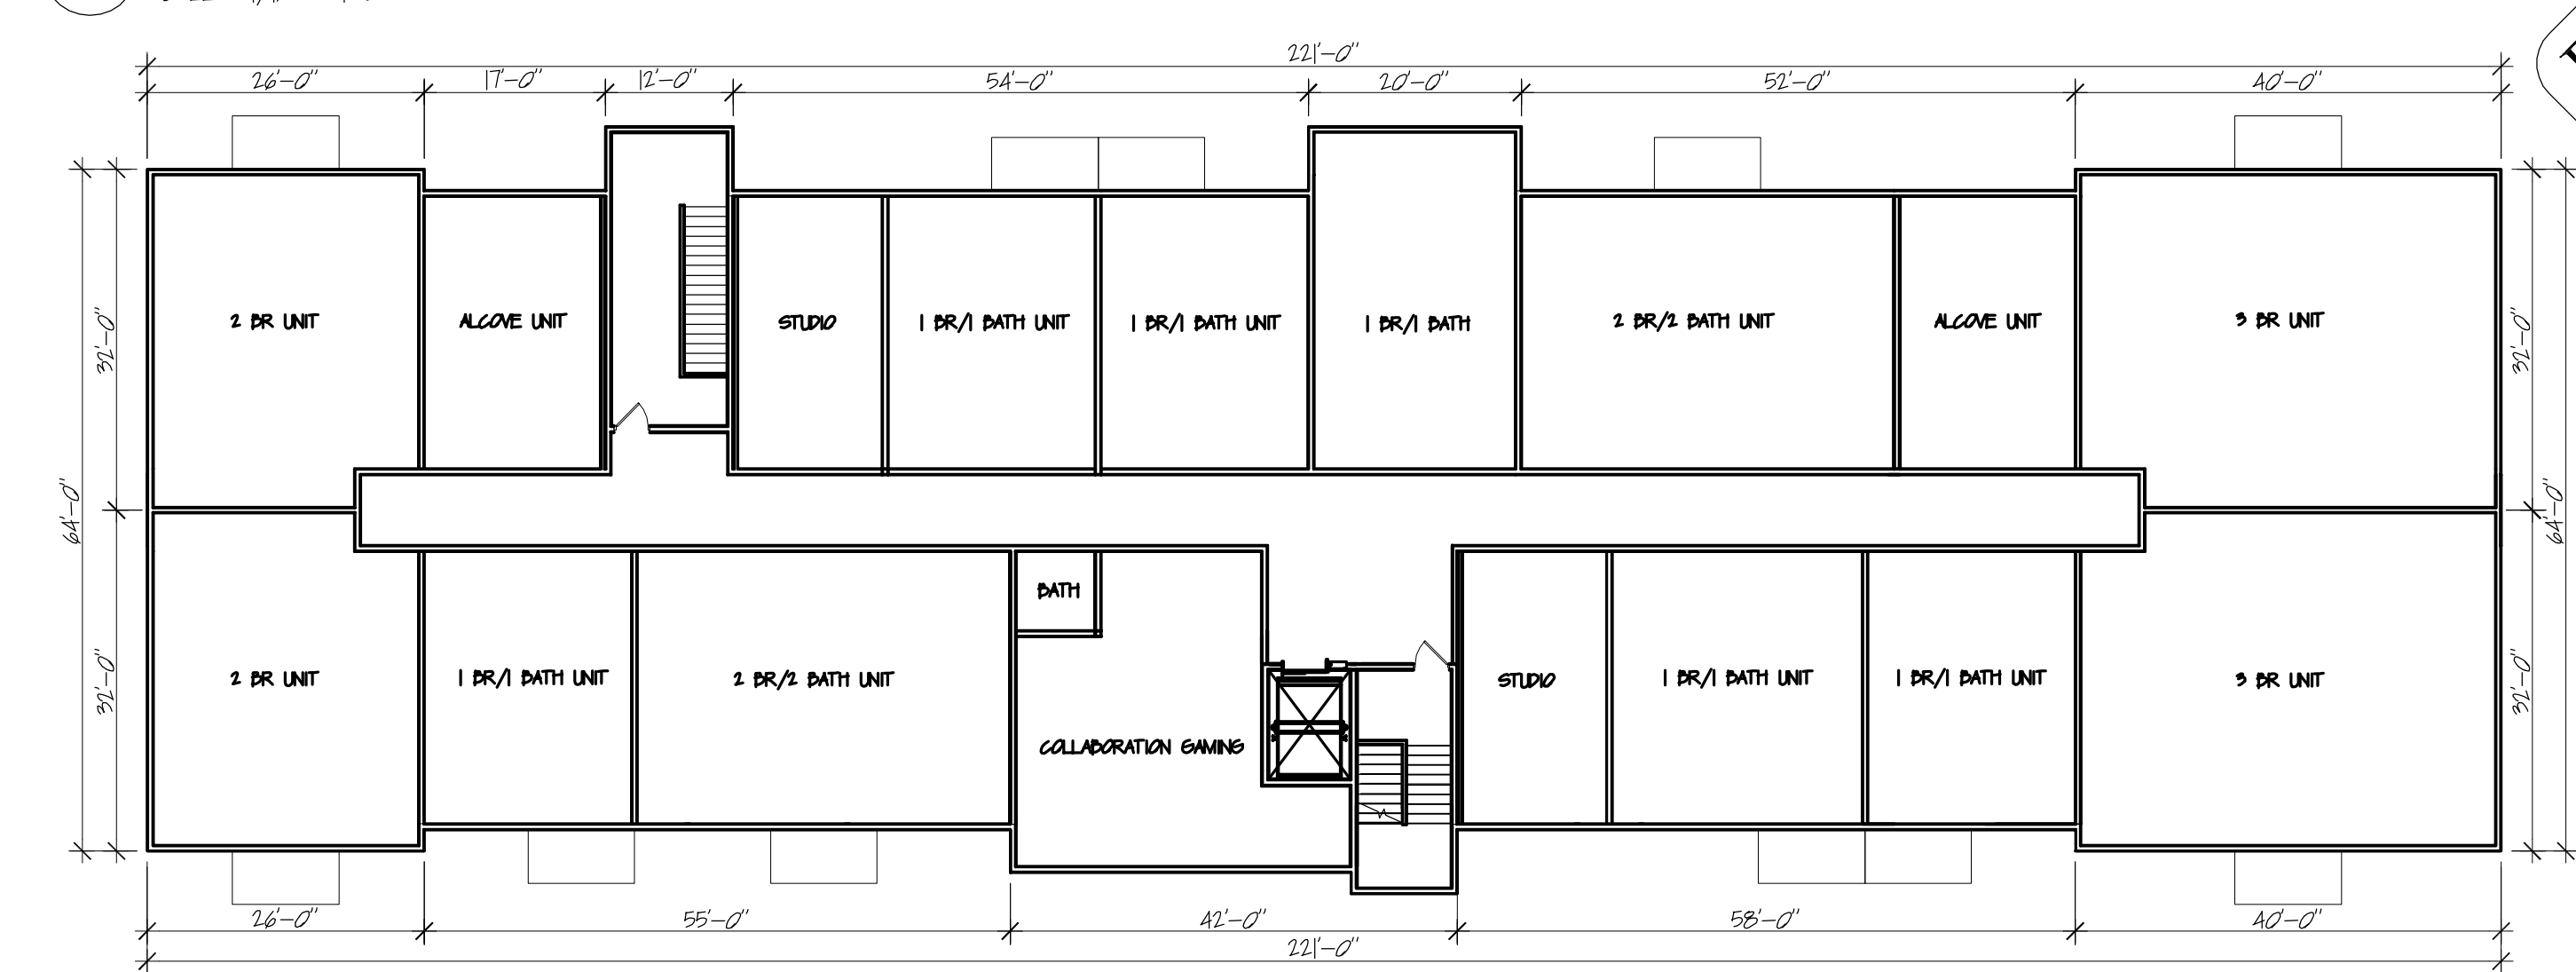 221'-0"
26'-0" 17'-0" 12'-0" 54'-0" 20'-0" 52'-0" 40'-0"
2 BR UNIT ALCOVE UNIT STUDIO 1 BR/1 BATH UNIT 1 BR/1 BATH UNIT 1 BR/1 BATH 2 BR/2 BATH UNIT ALCOVE UNIT 3 BR UNIT
32'-0" 32'-0"
64'-0" 64'-0"
BATH
2 BR UNIT 1 BR/1 BATH UNIT 2 BR/2 BATH UNIT STUDIO 1 BR/1 BATH UNIT 1 BR/1 BATH UNIT 3 BR UNIT
32'-0" 32'-0"
COLLABORATION GAMING
26'-0" 55'-0" 42'-0" 58'-0" 40'-0"
221'-0"